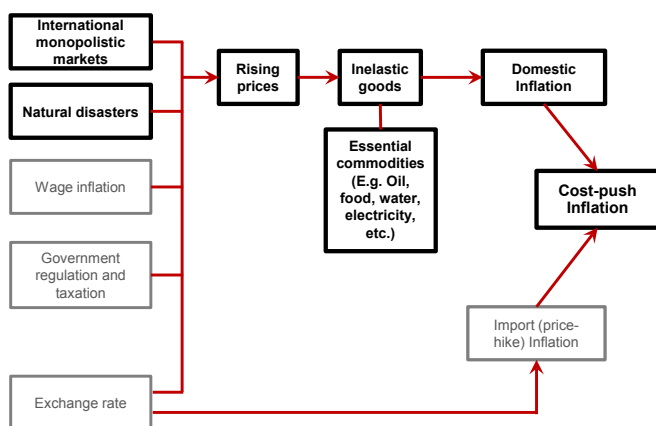 International
monopolistic
markets
Natural disasters
Wage inflation
Government
regulation and
taxation
Exchange rate
Rising
prices
Inelastic
goods
Essential
commodities
(E.g. Oil,
food, water,
electricity,
etc.)
Domestic
Inflation
Cost-push
Inflation
Import (price-
hike) Inflation